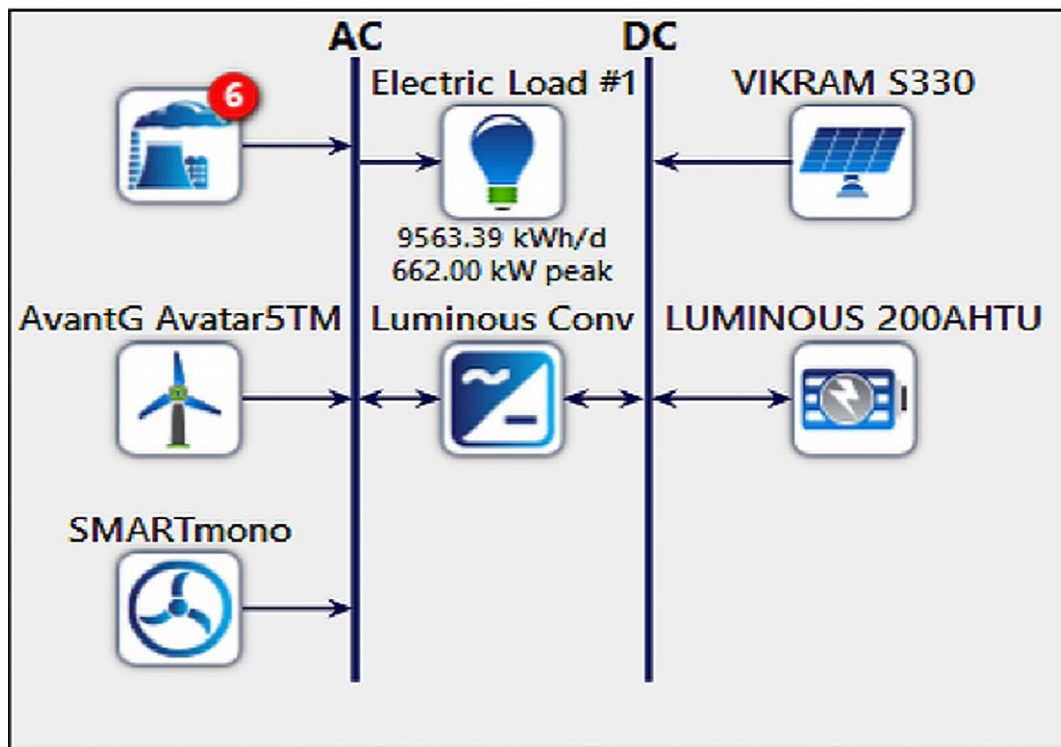 AC
DC
6
Electric Load #1
VIKRAM S330
9563.39 kWh/d
662.00 kW peak
AvantG Avatar5TM
Luminous Conv
LUMINOUS 200AHTU
SMARTmono